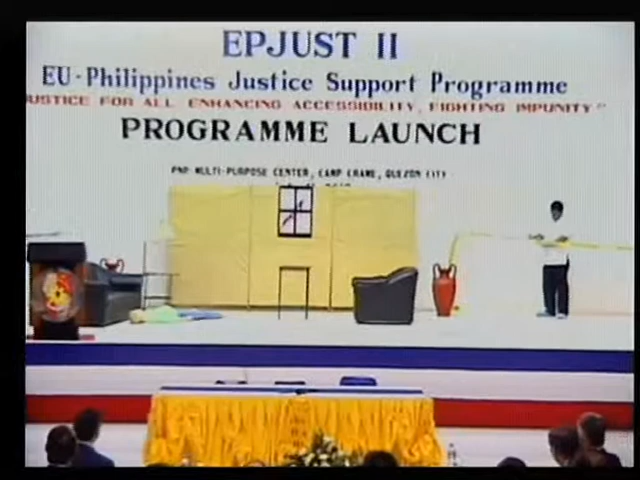 EPJUST II
EU-Philippines Justice Support Programme
JUSTICE FOR ALL ENHANCING ACCESSIBILITY, FIGHTING IMPUNITY"
PROGRAMME LAUNCH
PNP MULTI-PURPOSE CENTER, CAMP CRAME, QUEZON CITY